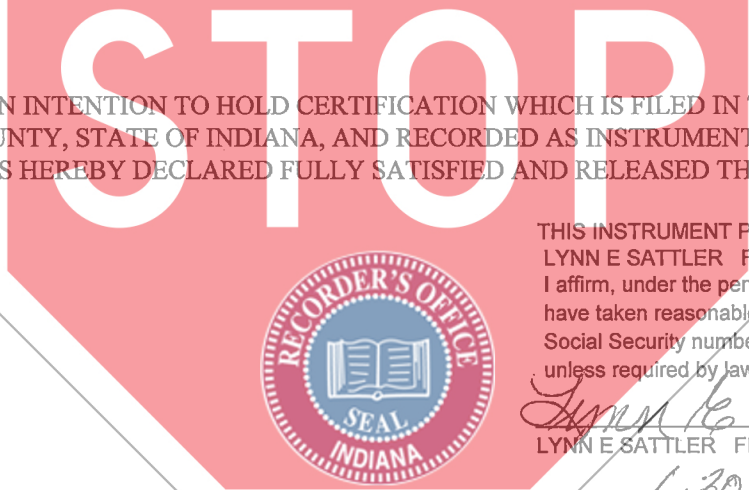 STOP
N INTENTION TO HOLD CERTIFICATION WHICH IS FILED IN
UNTY, STATE OF INDIANA, AND RECORDED AS INSTRUMENT
S HEREBY DECLARED FULLY SATISFIED AND RELEASED TH
THIS INSTRUMENT P
LYNN E SATTLER F
I affirm, under the pen
have taken reasonabl
Social Security numbe
unless required by law
Lynn E
LYNN E SATTLER F
RECORDER'S OFFICE
SEAL
INDIANA